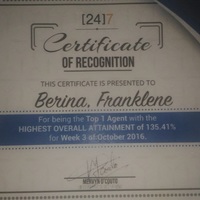 [24]7
Certificate
OF RECOGNITION
THIS CERTIFICATE IS PRESENTED TO
Berina, Franklene
For being the Top 1 Agent with the
HIGHEST OVERALL ATTAINMENT of 135.41%
for Week 3 of October 2016.